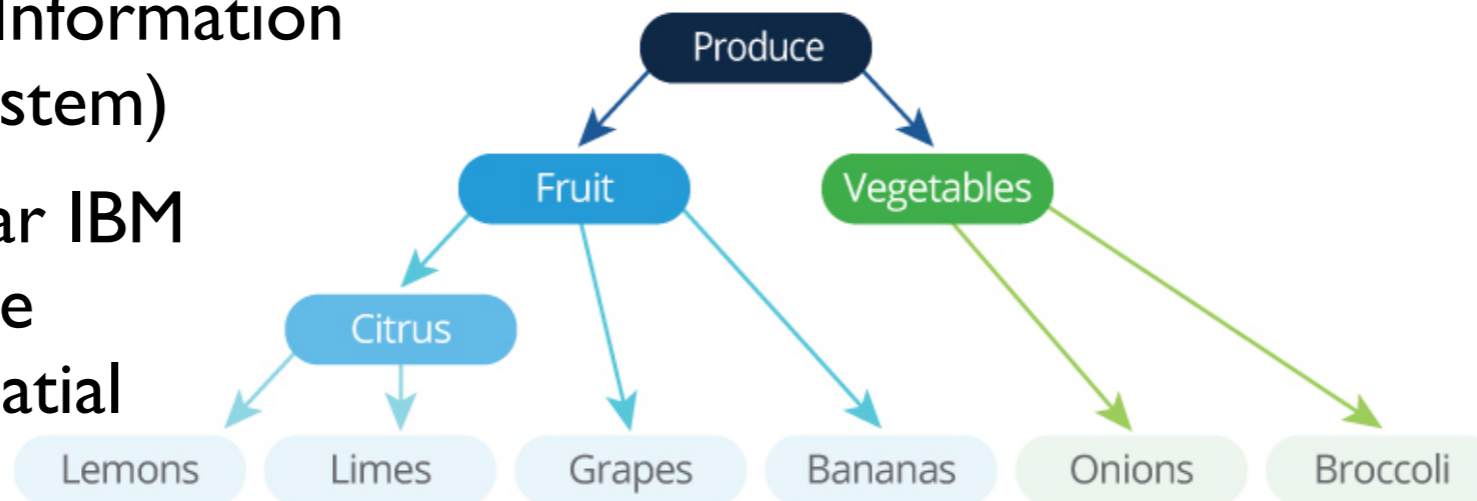 Information
stem)
ar IBM
e
atial
Produce
Fruit
Vegetables
Citrus
Lemons
Limes
Grapes
Bananas
Onions
Broccoli